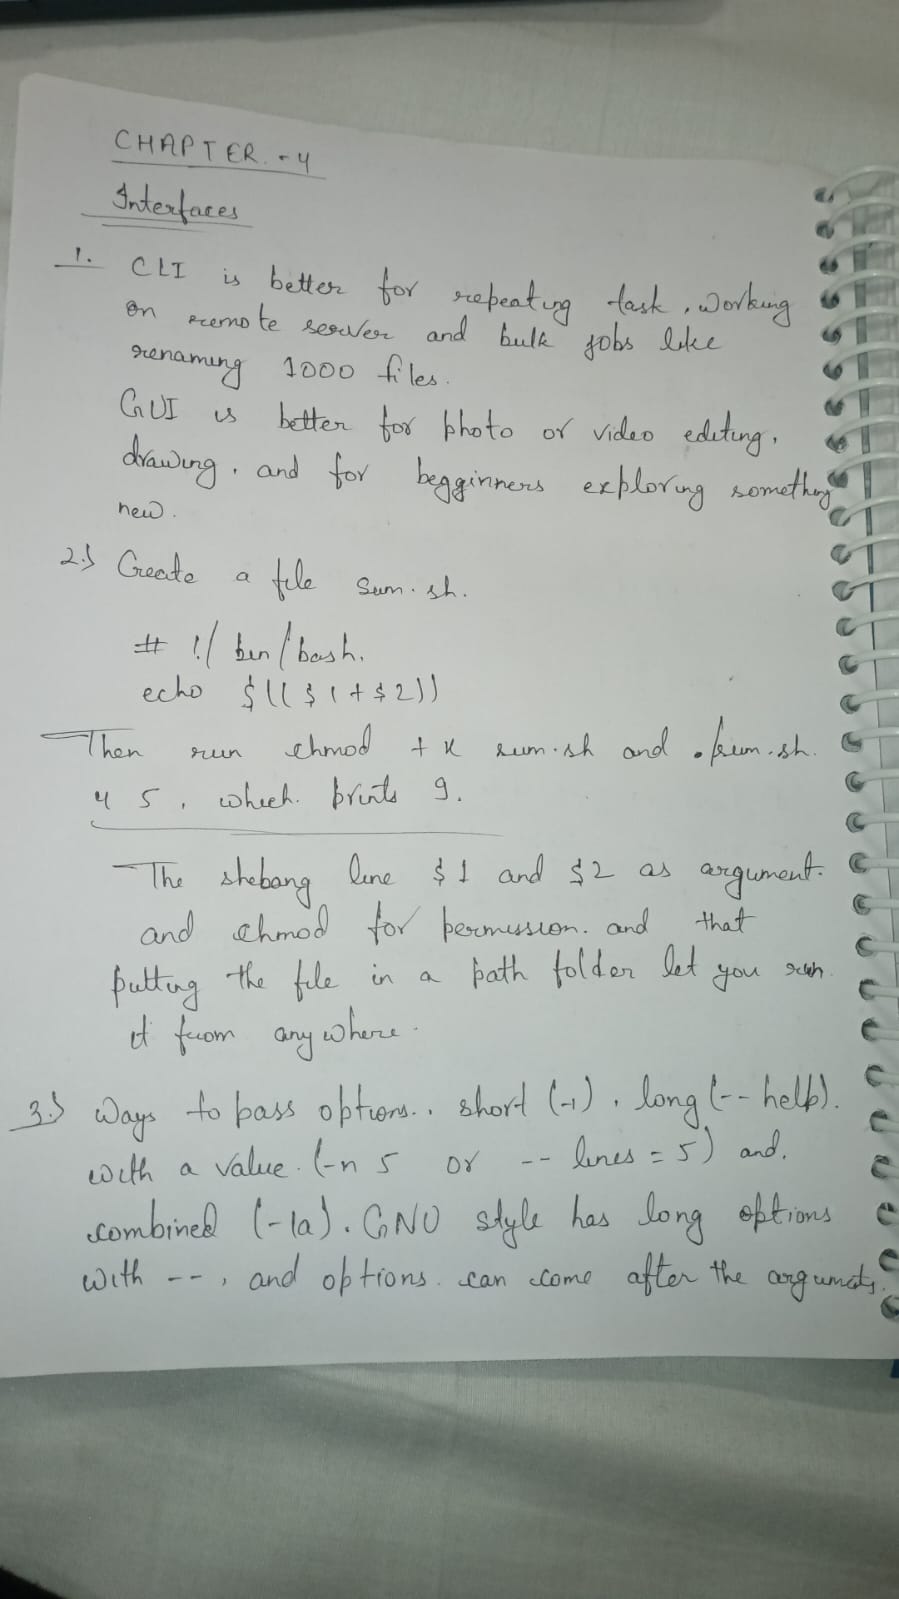 CHAPTER - 4
Interfaces
1. CLI is better for repeating task, working
on remote server and bulk jobs like
renaming 1000 files.
GUI is better for photo or video editing,
drawing, and for begginners exploring something
new.
2.) Create a file sum.sh.
# !/ bin/bash.
echo $(($1+$2))
Then run chmod +x sum.sh and ./sum.sh.
4 5, which. prints 9.
The shebang line $1 and $2 as argument.
and chmod for permission. and that
putting the file in a path folder let you run
it from anywhere.
3.) Ways to pass options.. short (-l), long (--help).
with a value. (-n 5 or --lines=5) and,
combined (-la). GNU style has long options
with --, and options. can come after the argumets.